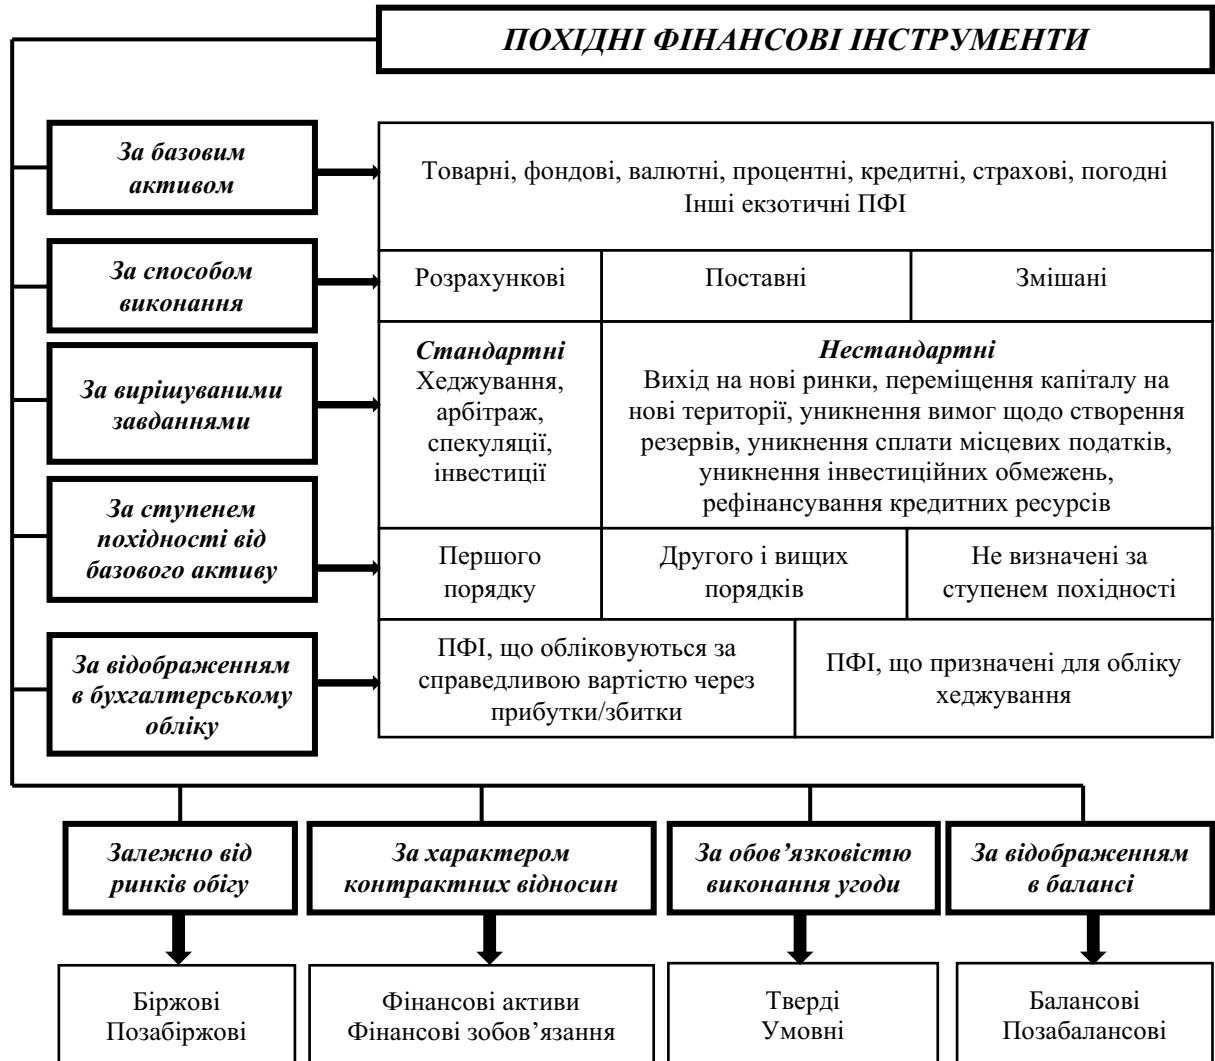 ПОХІДНІ ФІНАНСОВІ ІНСТРУМЕНТИ
За базовим
активом
Товарні, фондові, валютні, процентні, кредитні, страхові, погодні
Інші екзотичні ПФІ
За способом
виконання
Розрахункові
Поставні
Змішані
За вирішуваними
завданнями
Стандартні
Хеджування,
арбітраж,
спекуляції,
інвестиції
Нестандартні
Вихід на нові ринки, переміщення капіталу на
нові території, уникнення вимог щодо створення
резервів, уникнення сплати місцевих податків,
уникнення інвестиційних обмежень,
рефінансування кредитних ресурсів
За ступенем
похідності від
базового активу
Першого
порядку
Другого і вищих
порядків
Не визначені за
ступенем похідності
За відображенням
в бухгалтерському
обліку
ПФІ, що обліковуються за
справедливою вартістю через
прибутки/збитки
ПФІ, що призначені для обліку
хеджування
Залежно від
ринків обігу
За характером
контрактних відносин
За обов’язковістю
виконання угоди
За відображенням
в балансі
Біржові
Позабіржові
Фінансові активи
Фінансові зобов’язання
Тверді
Умовні
Балансові
Позабалансові